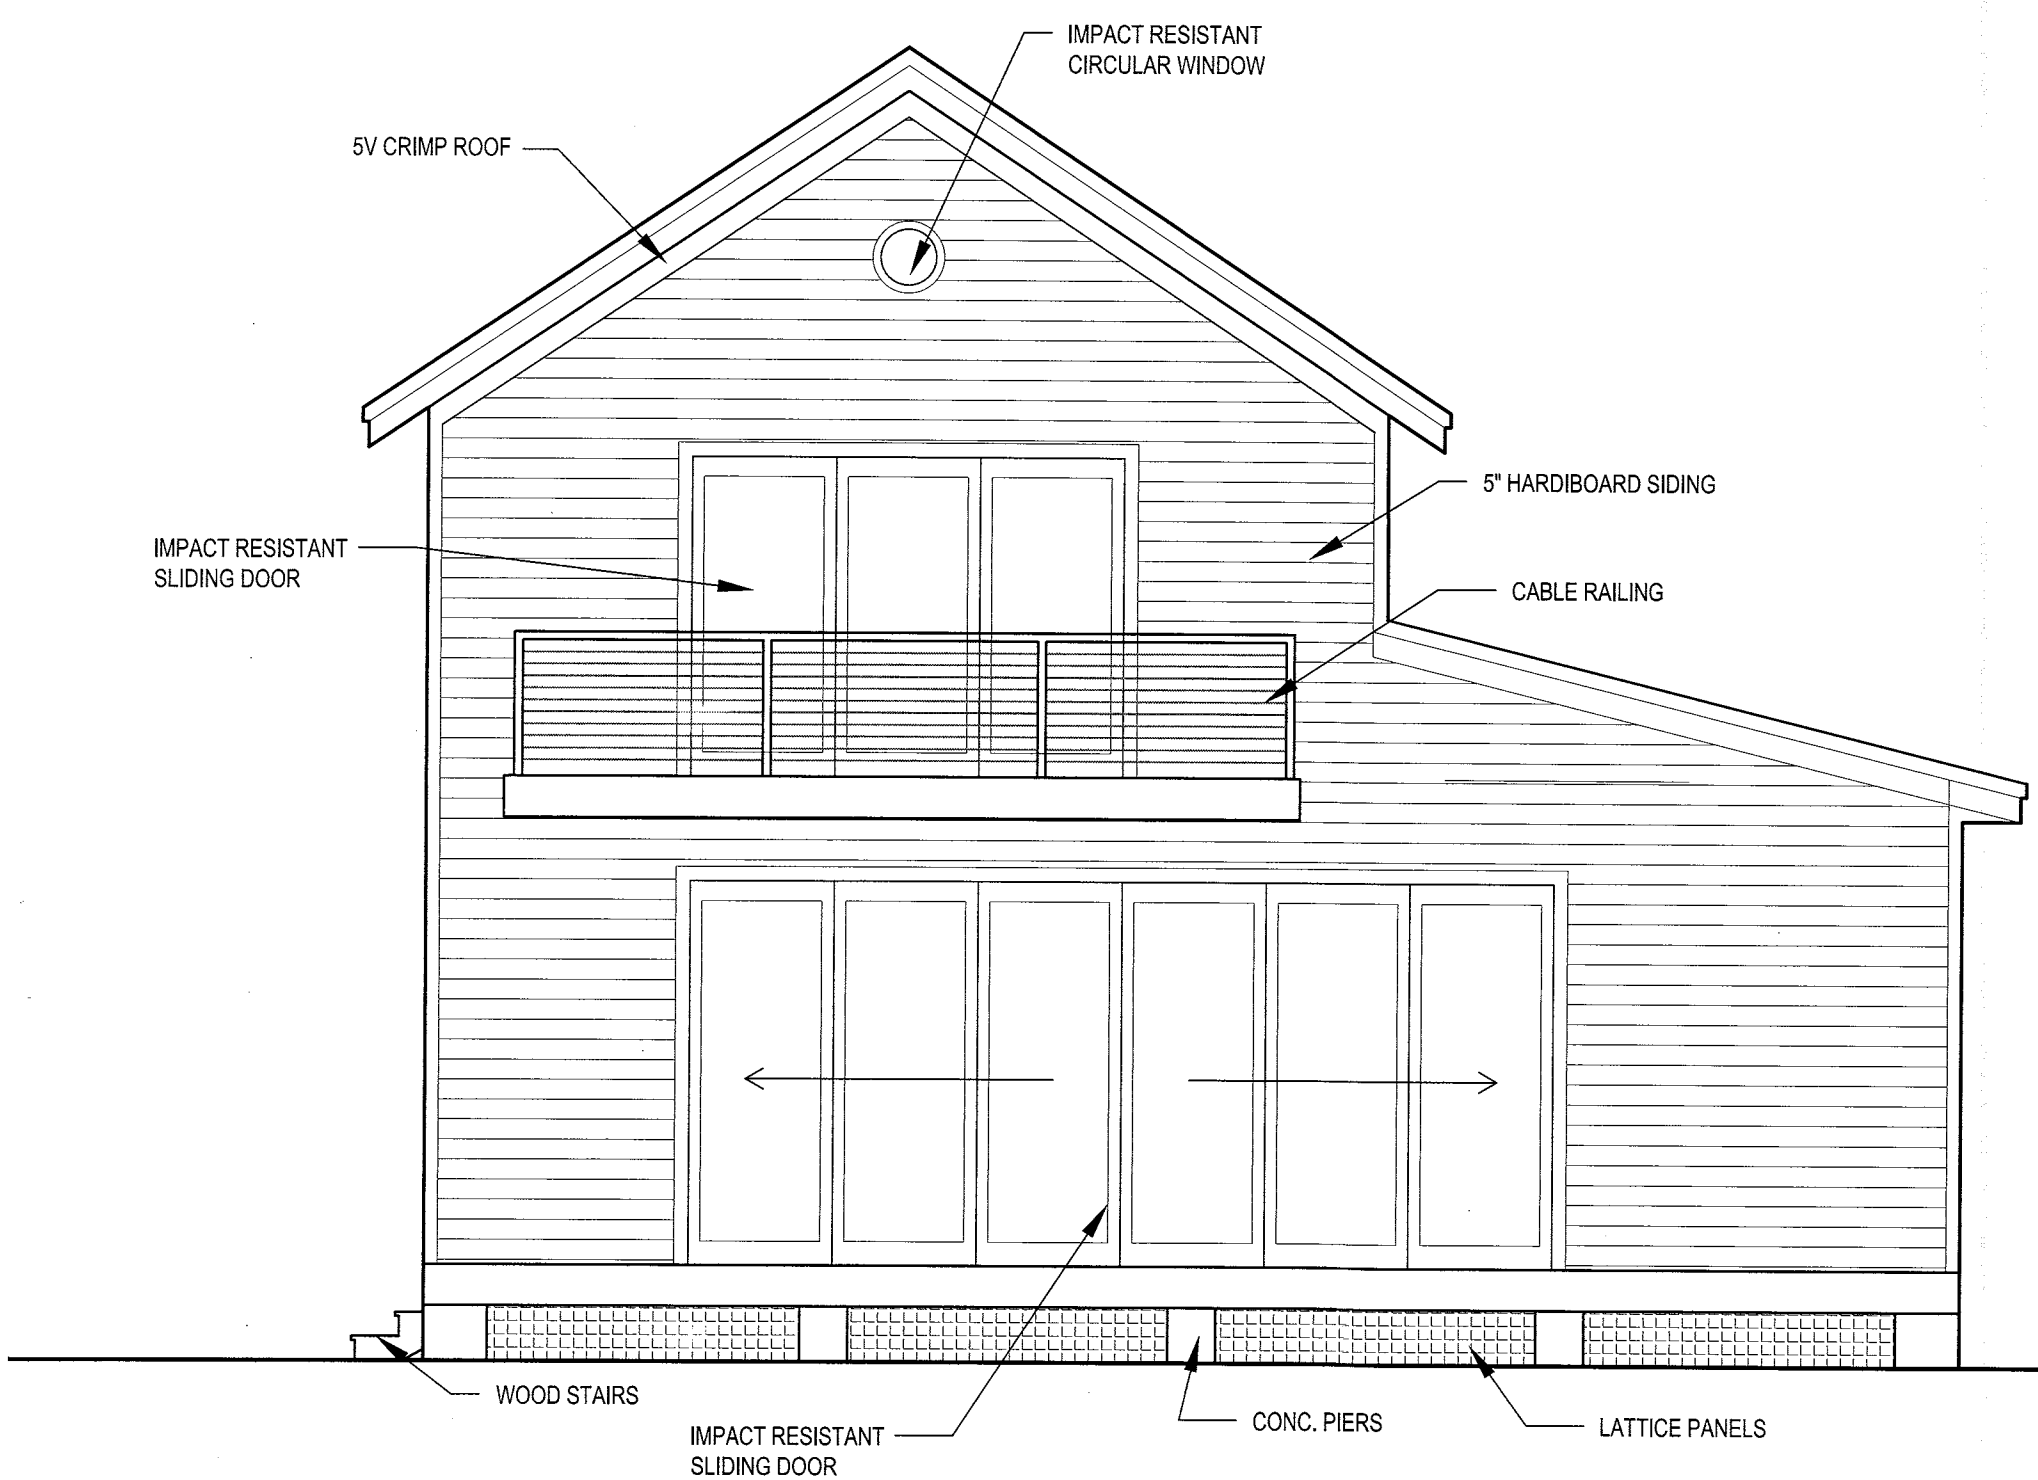 IMPACT RESISTANT
CIRCULAR WINDOW
5V CRIMP ROOF
5" HARDIBOARD SIDING
IMPACT RESISTANT
SLIDING DOOR
CABLE RAILING
WOOD STAIRS
IMPACT RESISTANT
SLIDING DOOR
CONC. PIERS
LATTICE PANELS